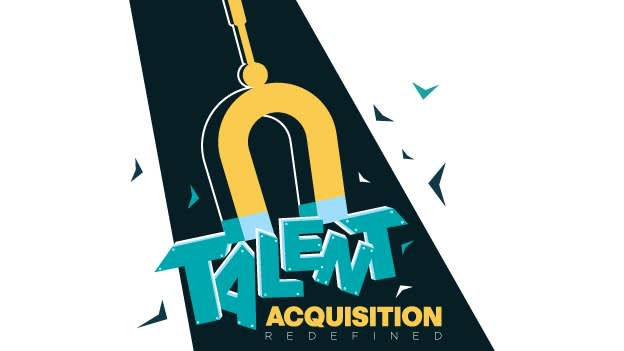 TALENT
ACQUISITION
REDEFINED